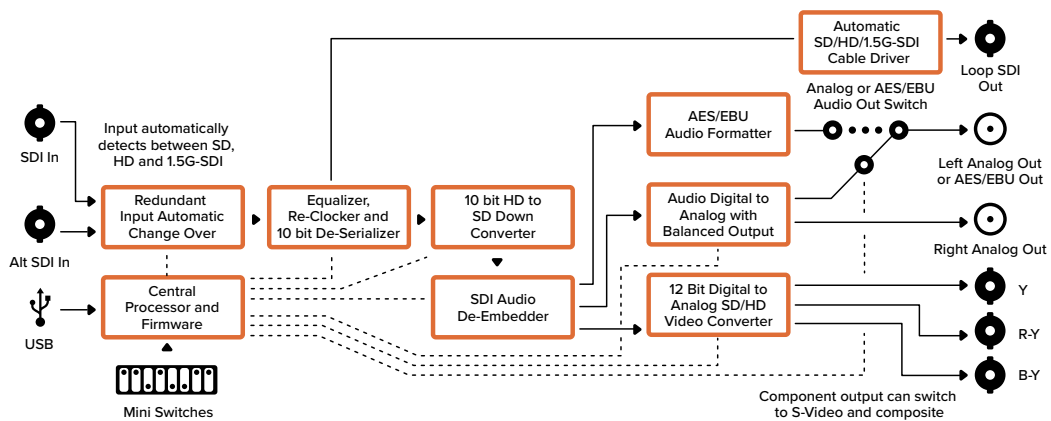 Automatic
SD/HD/1.5G-SDI
Cable Driver
Loop SDI
Out
Analog or AES/EBU
Audio Out Switch
AES/EBU
Audio Formatter
Input automatically
detects between SD,
HD and 1.5G-SDI
SDI In
Left Analog Out
or AES/EBU Out
Redundant
Input Automatic
Change Over
Equalizer,
Re-Clocker and
10 bit De-Serializer
10 bit HD to
SD Down
Converter
Audio Digital to
Analog with
Balanced Output
Right Analog Out
Alt SDI In
Central
Processor and
Firmware
SDI Audio
De-Embedder
12 Bit Digital to
Analog SD/HD
Video Converter
Y
R-Y
B-Y
USB
Mini Switches
Component output can switch
to S-Video and composite